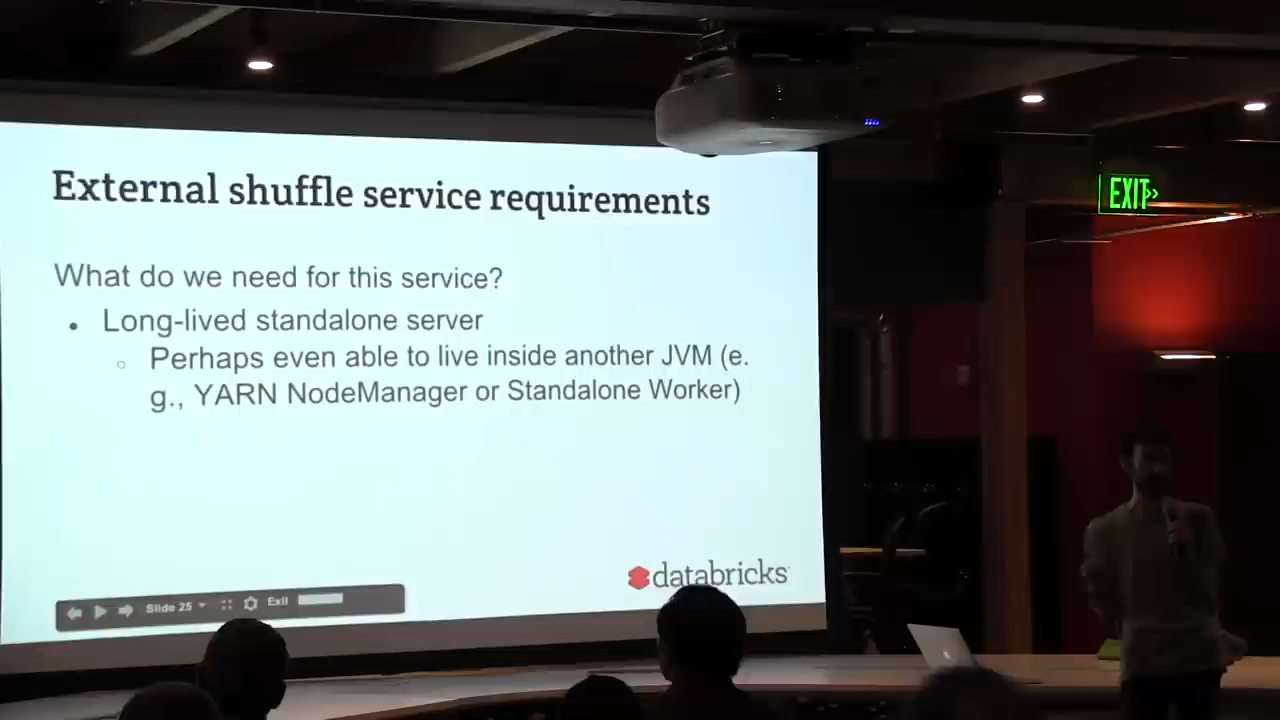 External shuffle service requirements
What do we need for this service?
• Long-lived standalone server
○ Perhaps even able to live inside another JVM (e.
g., YARN NodeManager or Standalone Worker)
databricks
Slide 25
Exit
EXIT